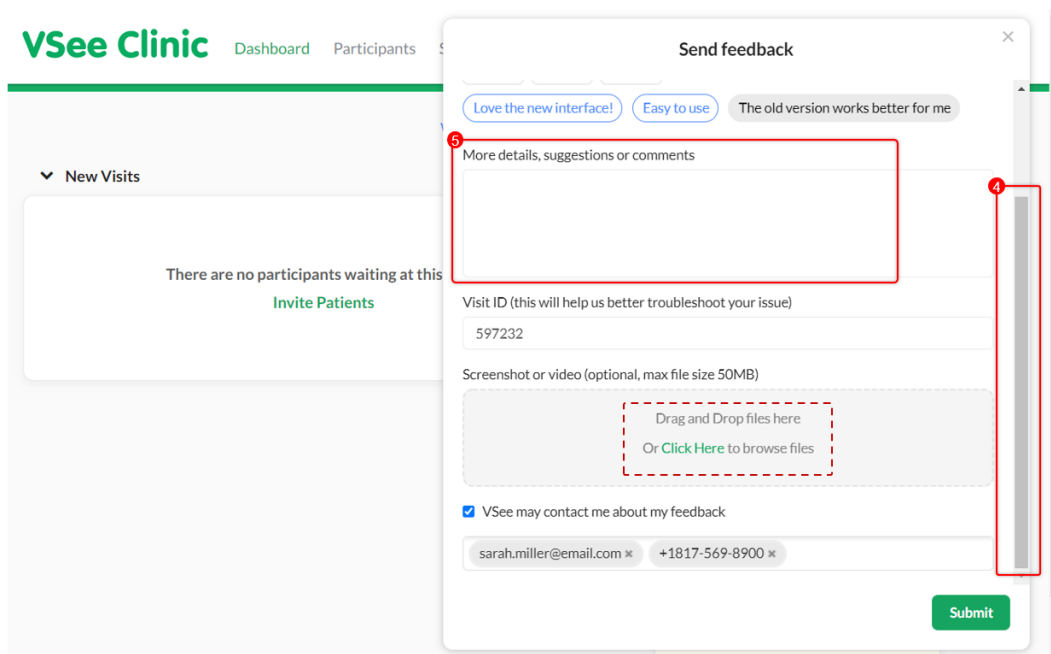 VSee Clinic Dashboard Participants S
Send feedback
Love the new interface! Easy to use The old version works better for me
5
More details, suggestions or comments
4
New Visits
There are no participants waiting at this
Invite Patients
Visit ID (this will help us better troubleshoot your issue)
597232
Screenshot or video (optional, max file size 50MB)
Drag and Drop files here
Or Click Here to browse files
VSee may contact me about my feedback
sarah.miller@email.com × +1817-569-8900 ×
Submit